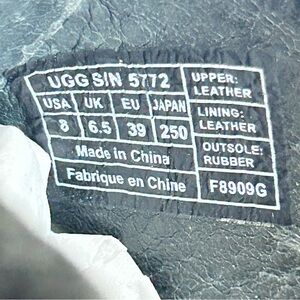 UGG S/N 5772
USA UK EU JAPAN
8 6.5 39 250
Made in China
Fabrique en Chine
UPPER:
LEATHER
LINING:
LEATHER
OUTSOLE:
RUBBER
F8909G